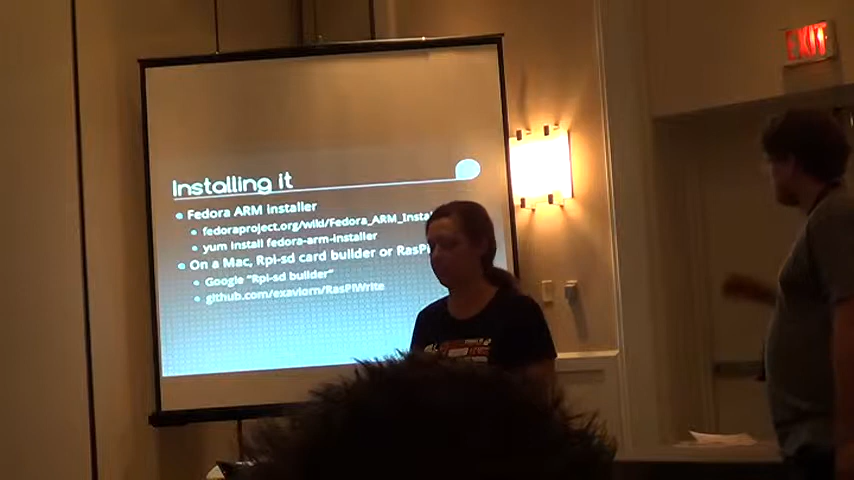 EXIT
Installing it
Fedora ARM installer
fedoraproject.org/wiki/Fedora_ARM_Insta
yum install fedora-arm-installer
On a Mac, Rpi-sd card builder or RasPi
Google "Rpi-sd builder"
github.com/exaviorn/RasPiWrite